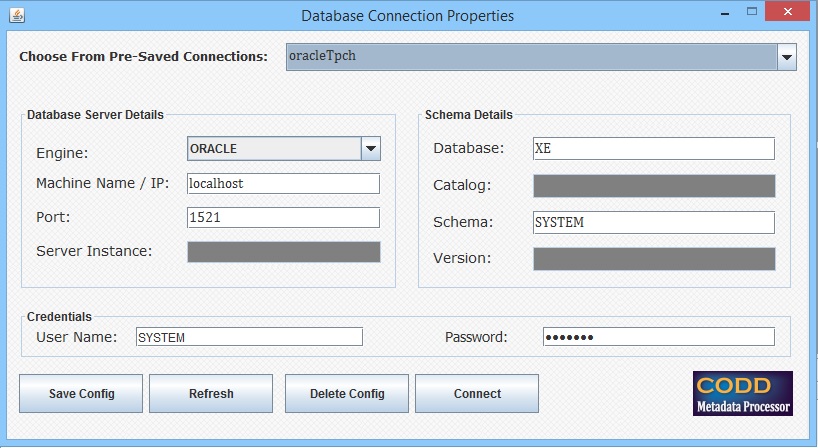 Database Connection Properties
Choose From Pre-Saved Connections: oracleTpch
Database Server Details
Engine: ORACLE
Machine Name / IP: localhost
Port: 1521
Server Instance:
Schema Details
Database: XE
Catalog:
Schema: SYSTEM
Version:
Credentials
User Name: SYSTEM
Password: •••••••
Save Config
Refresh
Delete Config
Connect
CODD
Metadata Processor